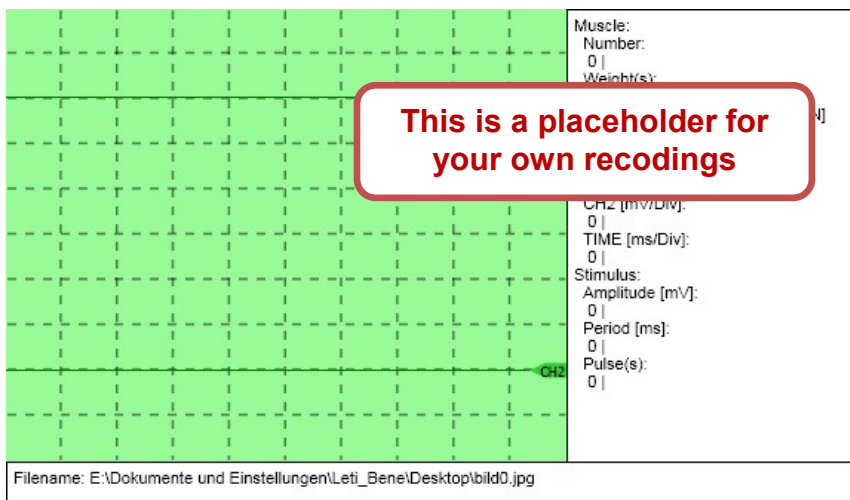 Muscle:
Number:
0 |
Weight(s):
This is a placeholder for
your own recodings
CH2 [mV/Div]:
0 |
TIME [ms/Div]:
0 |
Stimulus:
Amplitude [mV]:
0 |
Period [ms]:
0 |
CH2
Pulse(s):
0 |
Filename: E:\Dokumente und Einstellungen\Leti_Bene\Desktop\bild0.jpg